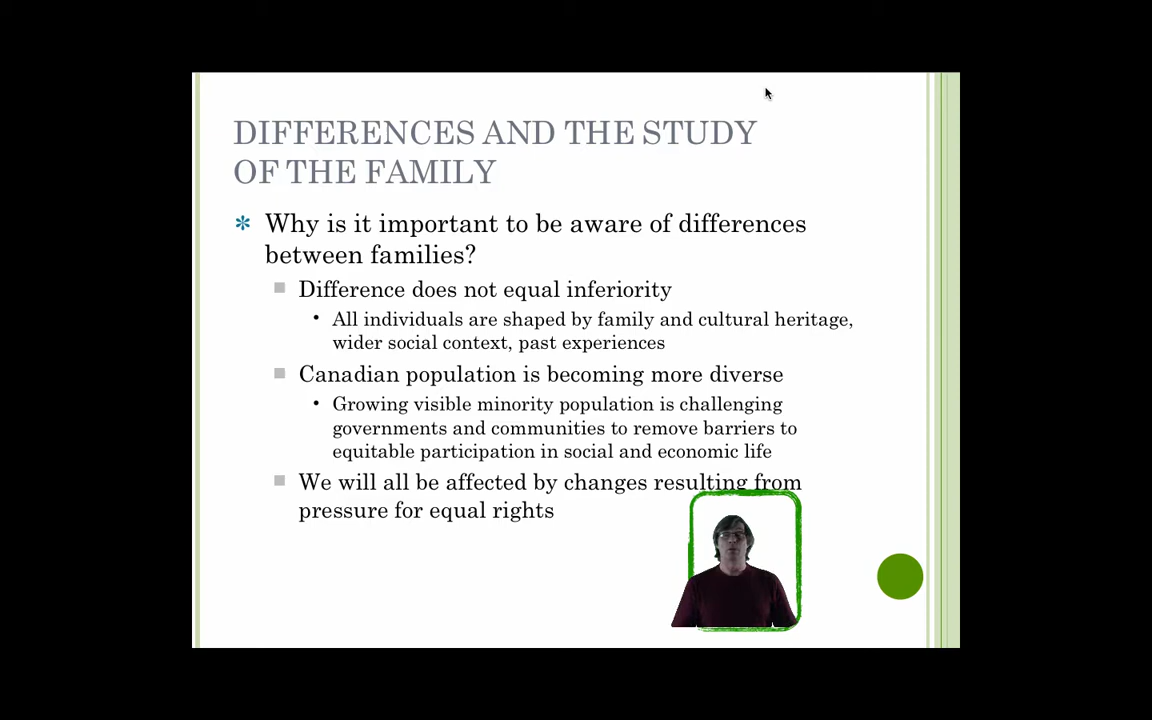 DIFFERENCES AND THE STUDY
OF THE FAMILY
Why is it important to be aware of differences
between families?
Difference does not equal inferiority
All individuals are shaped by family and cultural heritage,
wider social context, past experiences
Canadian population is becoming more diverse
Growing visible minority population is challenging
governments and communities to remove barriers to
equitable participation in social and economic life
We will all be affected by changes resulting from
pressure for equal rights